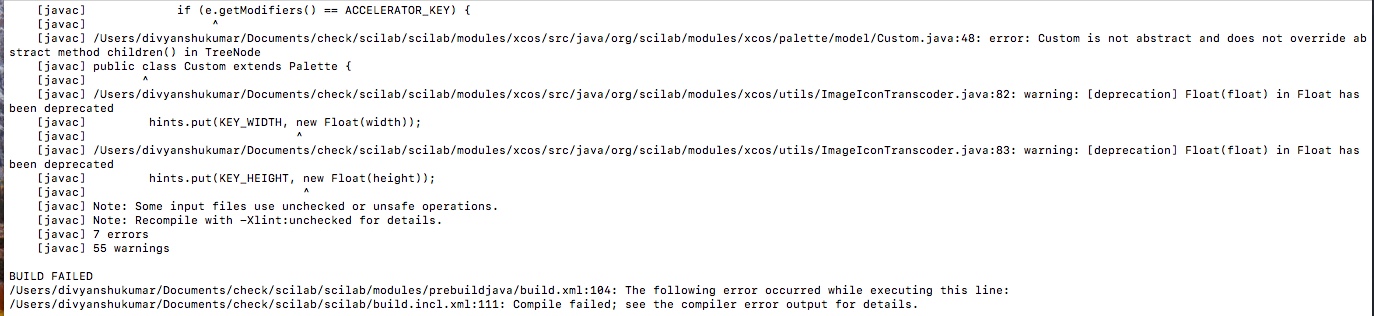 [javac]             if (e.getModifiers() == ACCELERATOR_KEY) {
[javac]                  ^
[javac] /Users/divyanshukumar/Documents/check/scilab/scilab/modules/xcos/src/java/org/scilab/modules/xcos/palette/model/Custom.java:48: error: Custom is not abstract and does not override ab
stract method children() in TreeNode
[javac] public class Custom extends Palette {
[javac]        ^
[javac] /Users/divyanshukumar/Documents/check/scilab/scilab/modules/xcos/src/java/org/scilab/modules/xcos/utils/ImageIconTranscoder.java:82: warning: [deprecation] Float(float) in Float has
been deprecated
[javac]         hints.put(KEY_WIDTH, new Float(width));
[javac]                              ^
[javac] /Users/divyanshukumar/Documents/check/scilab/scilab/modules/xcos/src/java/org/scilab/modules/xcos/utils/ImageIconTranscoder.java:83: warning: [deprecation] Float(float) in Float has
been deprecated
[javac]         hints.put(KEY_HEIGHT, new Float(height));
[javac]                               ^
[javac] Note: Some input files use unchecked or unsafe operations.
[javac] Note: Recompile with -Xlint:unchecked for details.
[javac] 7 errors
[javac] 55 warnings
BUILD FAILED
/Users/divyanshukumar/Documents/check/scilab/scilab/modules/prebuildjava/build.xml:104: The following error occurred while executing this line:
/Users/divyanshukumar/Documents/check/scilab/scilab/build.incl.xml:111: Compile failed; see the compiler error output for details.